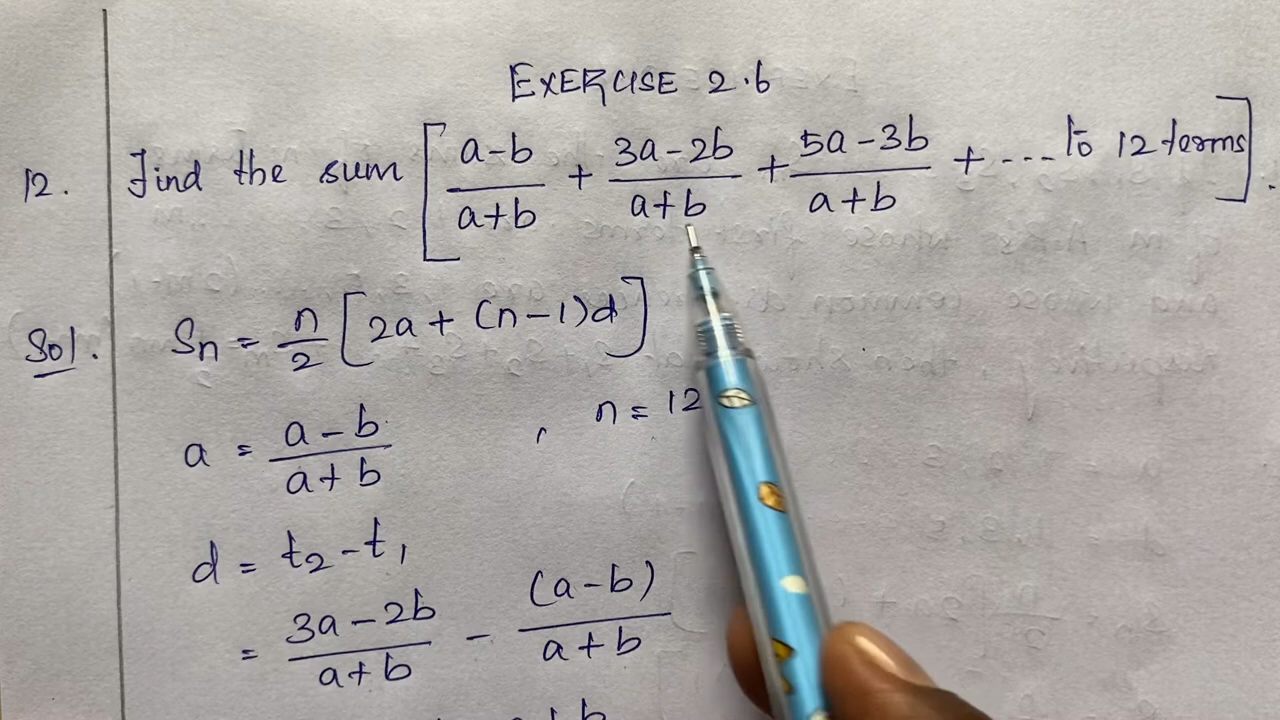 EXERCISE 2.6
12. Find the sum [ (a-b)/(a+b) + (3a-2b)/(a+b) + (5a-3b)/(a+b) + .... to 12 terms ].
Sol. Sn = n/2 [2a + (n-1)d]
a = (a-b)/(a+b) , n = 12
d = t2 - t1
= (3a-2b)/(a+b) - (a-b)/(a+b)